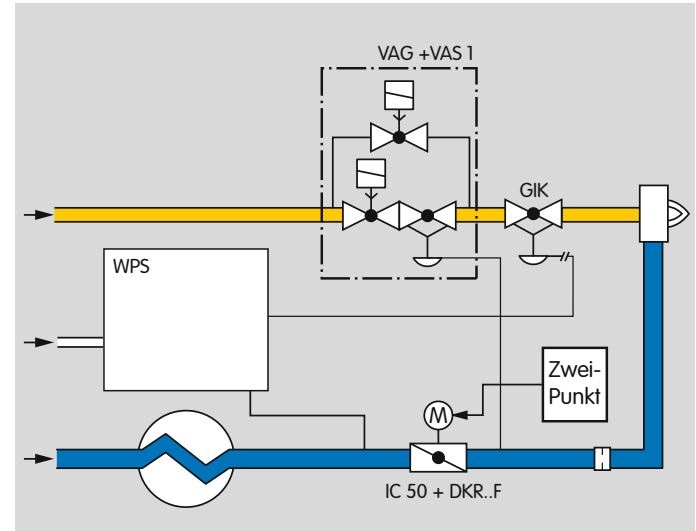 VAG +VAS 1
GIK
WPS
Zwei-
Punkt
M
IC 50 + DKR..F